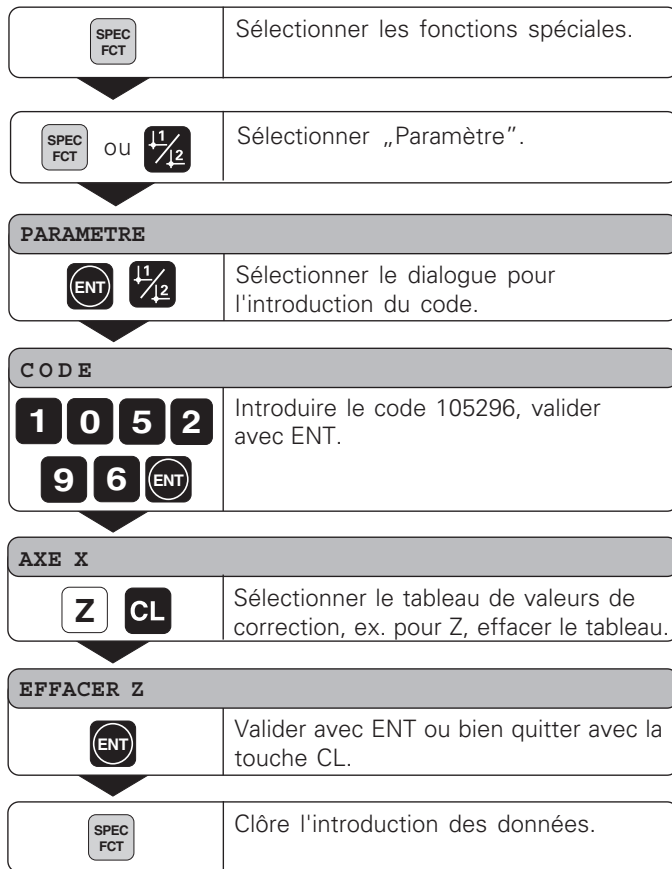 SPEC
FCT
Sélectionner les fonctions spéciales.
SPEC
FCT
ou
1
2
Sélectionner „Paramètre”.
PARAMETRE
ENT
1
2
Sélectionner le dialogue pour
l'introduction du code.
CODE
1 0 5 2
9 6 ENT
Introduire le code 105296, valider
avec ENT.
AXE X
Z CL
Sélectionner le tableau de valeurs de
correction, ex. pour Z, effacer le tableau.
EFFACER Z
ENT
Valider avec ENT ou bien quitter avec la
touche CL.
SPEC
FCT
Clôre l'introduction des données.